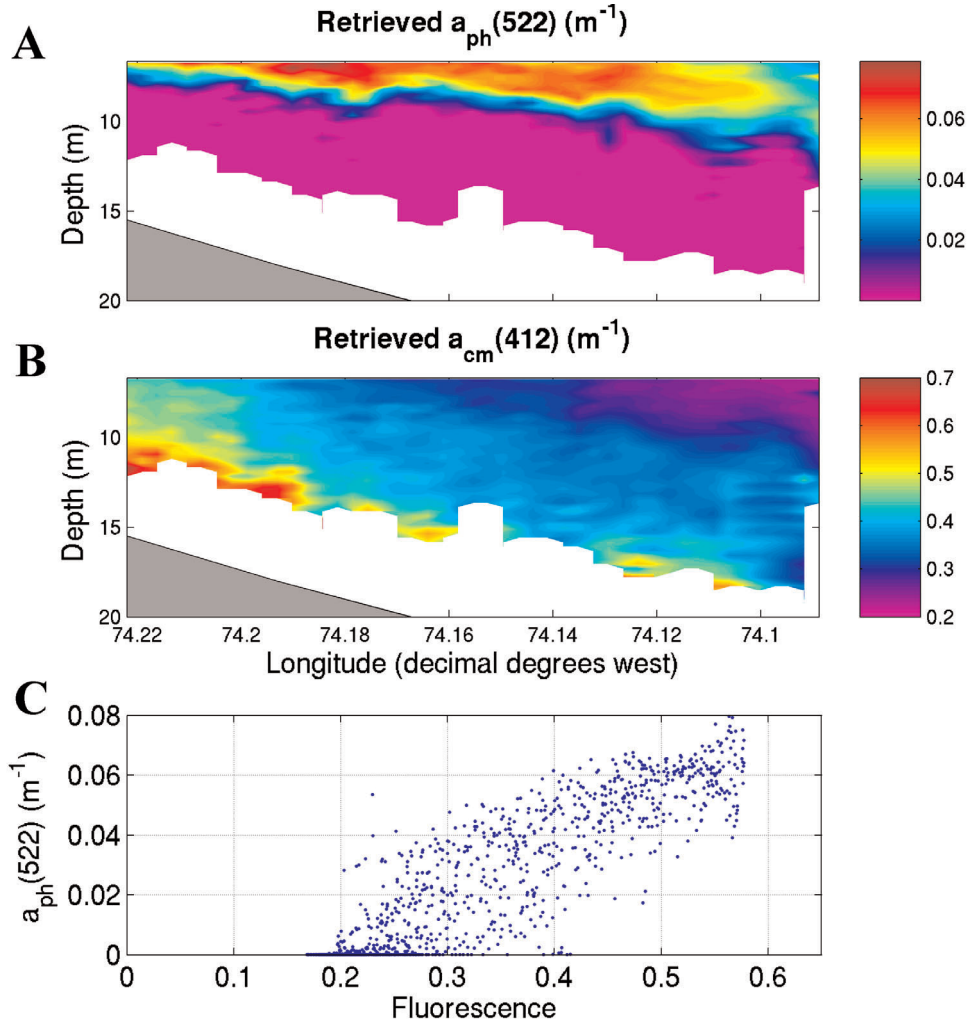 A
Retrieved a_ph(522) (m⁻¹)
Depth (m)
10
15
20
0.06
0.04
0.02
B
Retrieved a_cm(412) (m⁻¹)
Depth (m)
10
15
20
74.22 74.2 74.18 74.16 74.14 74.12 74.1
Longitude (decimal degrees west)
0.7
0.6
0.5
0.4
0.3
0.2
C
a_ph(522) (m⁻¹)
0.08
0.06
0.04
0.02
0
0 0.1 0.2 0.3 0.4 0.5 0.6
Fluorescence